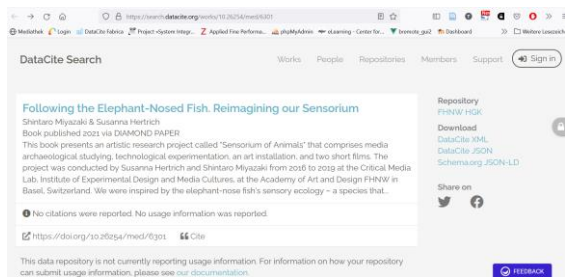 https://search.datacite.org/works/10.26254/med/6301
Mediathek Login DataCite Fabrica Project «System Integr... Applied Fine Performa... phpMyAdmin eLearning - Center for... bremote_gui2 Dashboard Weitere Lesezeichen
DataCite Search Works People Repositories Members Support Sign in
Following the Elephant-Nosed Fish. Reimagining our Sensorium
Shintaro Miyazaki & Susanna Hertrich
Book published 2021 via DIAMOND PAPER
This book presents an artistic research project called "Sensorium of Animals" that comprises media
archaeological studying, technological experimentation, an art installation, and two short films. The
project was conducted by Susanna Hertrich and Shintaro Miyazaki from 2016 to 2019 at the Critical Media
Lab, Institute of Experimental Design and Media Cultures, at the Academy of Art and Design FHNW in
Basel, Switzerland. We were inspired by the elephant-nose fish's sensory ecology – a species that...
No citations were reported. No usage information was reported.
https://doi.org/10.26254/med/6301 Cite
Repository
FHNW HGK
Download
DataCite XML
DataCite JSON
Schema.org JSON-LD
Share on
This data repository is not currently reporting usage information. For information on how your repository
can submit usage information, please see our documentation.
FEEDBACK